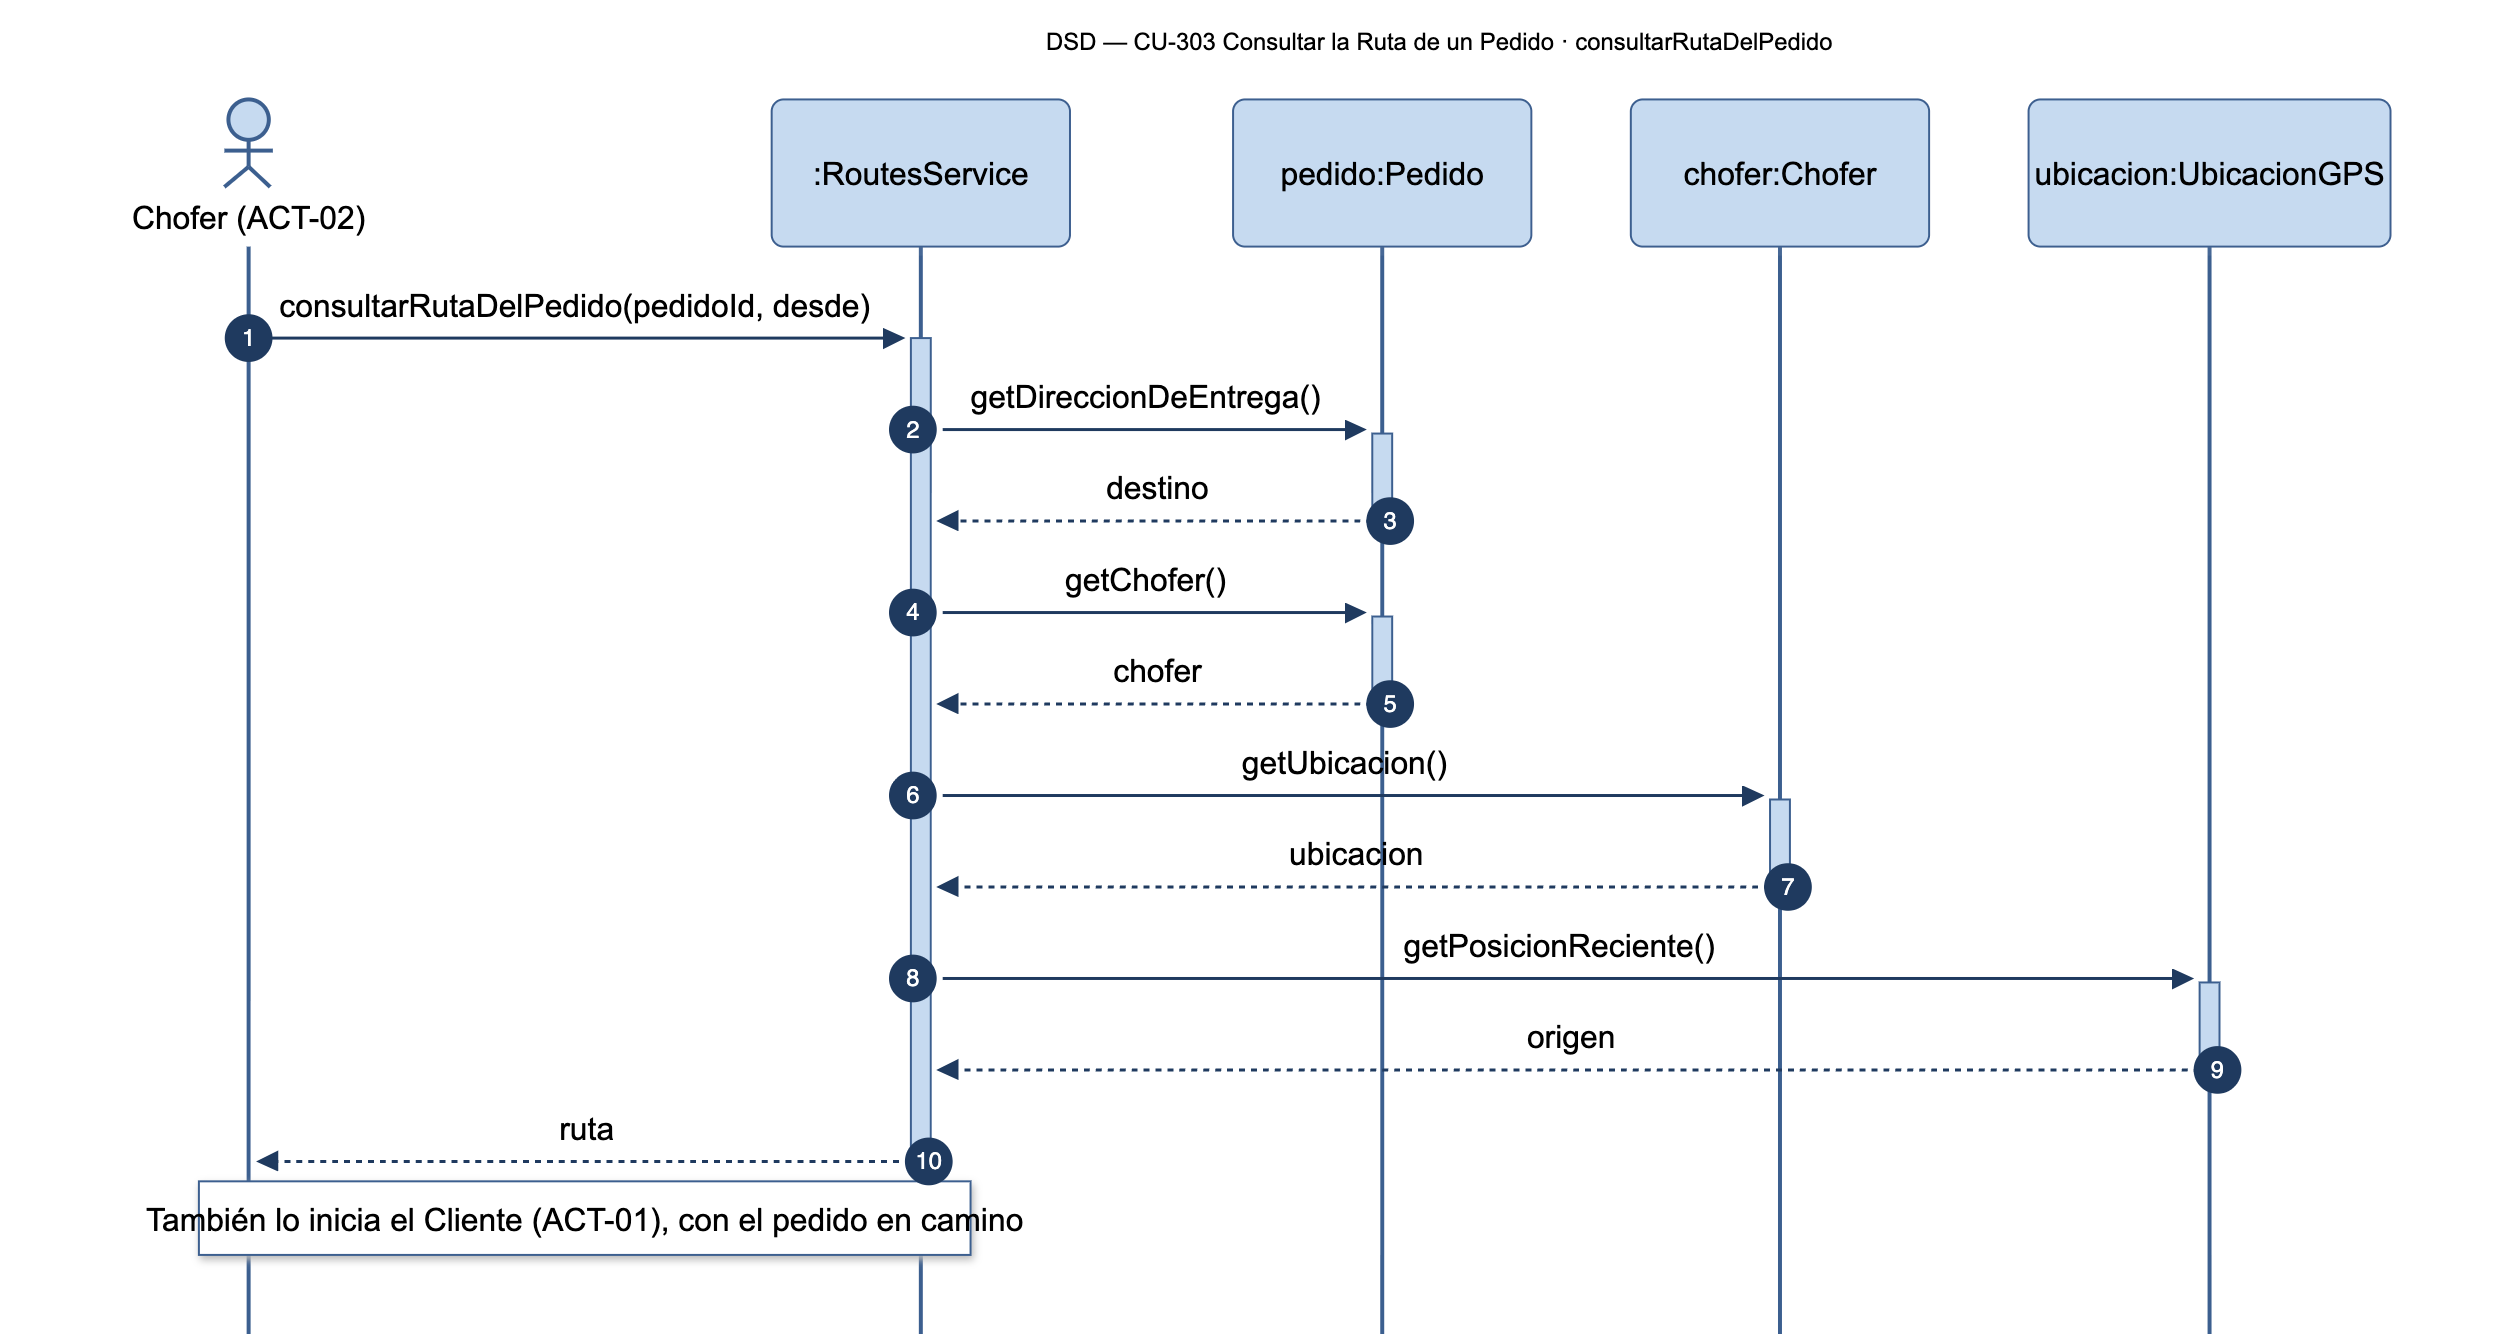 DSD — CU-303 Consultar la Ruta de un Pedido · consultarRutaDelPedido
Chofer (ACT-02)
:RoutesService
pedido:Pedido
chofer:Chofer
ubicacion:UbicacionGPS
consultarRutaDelPedido(pedidoId, desde)
1
getDireccionDeEntrega()
2
destino
3
getChofer()
4
chofer
5
getUbicacion()
6
ubicacion
7
getPosicionReciente()
8
origen
9
ruta
10
También lo inicia el Cliente (ACT-01), con el pedido en camino